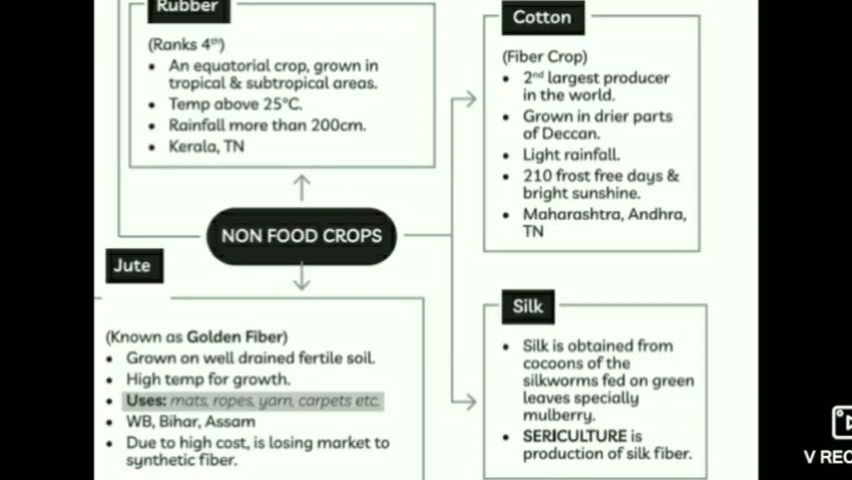 Rubber
(Ranks 4th)
• An equatorial crop, grown in
tropical & subtropical areas.
• Temp above 25°C.
• Rainfall more than 200cm.
• Kerala, TN
Cotton
(Fiber Crop)
• 2nd largest producer
in the world.
• Grown in drier parts
of Deccan.
• Light rainfall.
• 210 frost free days &
bright sunshine.
• Maharashtra, Andhra,
TN
NON FOOD CROPS
Jute
(Known as Golden Fiber)
• Grown on well drained fertile soil.
• High temp for growth.
• Uses: mats, ropes, yarn, carpets etc.
• WB, Bihar, Assam
• Due to high cost, is losing market to
synthetic fiber.
Silk
• Silk is obtained from
cocoons of the
silkworms fed on green
leaves specially
mulberry.
• SERICULTURE is
production of silk fiber.
V REC